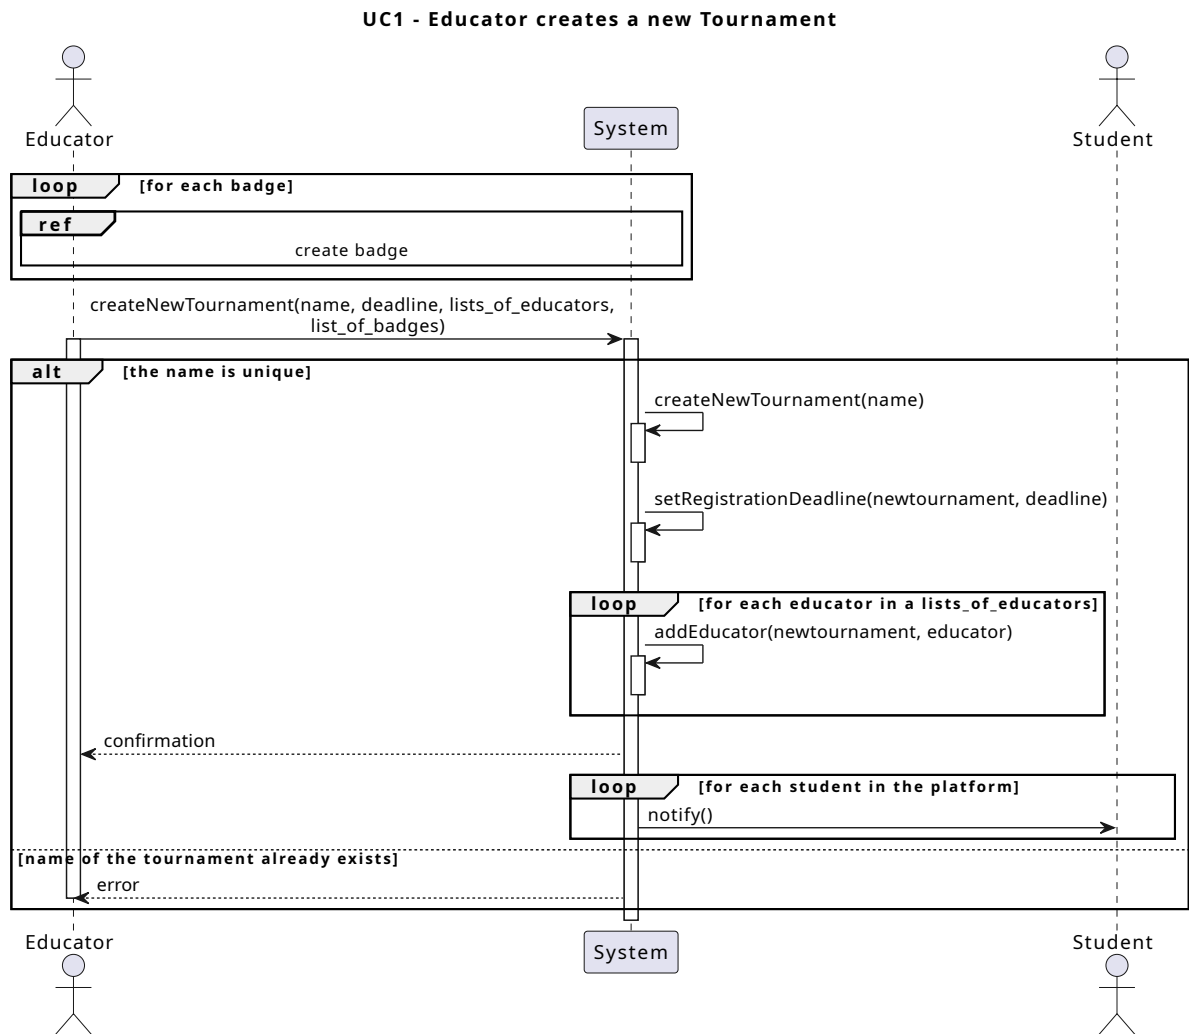 UC1 - Educator creates a new Tournament
Educator
System
Student
loop [for each badge]
ref
create badge
createNewTournament(name, deadline, lists_of_educators,
list_of_badges)
alt [the name is unique]
createNewTournament(name)
setRegistrationDeadline(newtournament, deadline)
loop [for each educator in a lists_of_educators]
addEducator(newtournament, educator)
confirmation
loop [for each student in the platform]
notify()
[name of the tournament already exists]
error
Educator
System
Student